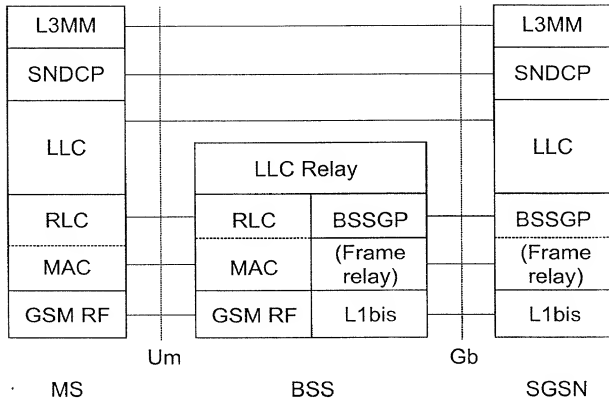 L3MM
L3MM
SNDCP
SNDCP
LLC
LLC
LLC Relay
RLC
RLC
BSSGP
BSSGP
MAC
MAC
(Frame
relay)
(Frame
relay)
GSM RF
GSM RF
L1bis
L1bis
Um
Gb
MS
BSS
SGSN